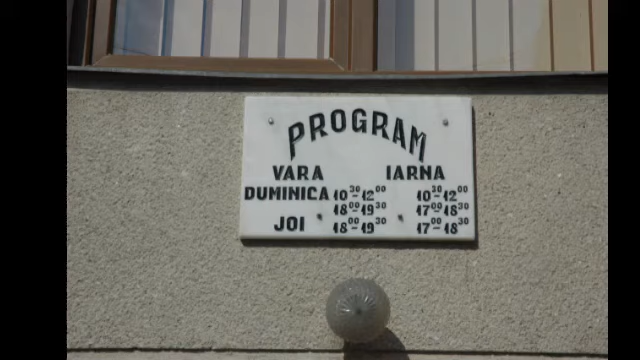 PROGRAM
VARA IARNA
DUMINICA 10³⁰-12⁰⁰ 10³⁰-12⁰⁰
18⁰⁰-19³⁰ 17⁰⁰-18³⁰
JOI 18⁰⁰-19³⁰ 17⁰⁰-18³⁰